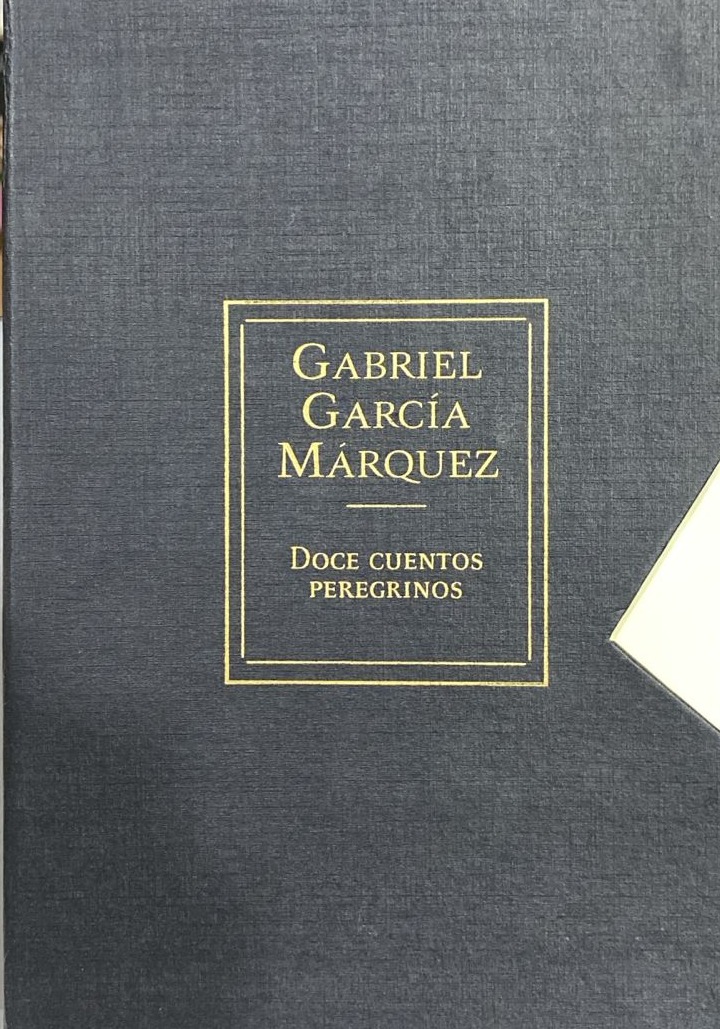 GABRIEL
GARCÍA
MÁRQUEZ
DOCE CUENTOS
PEREGRINOS